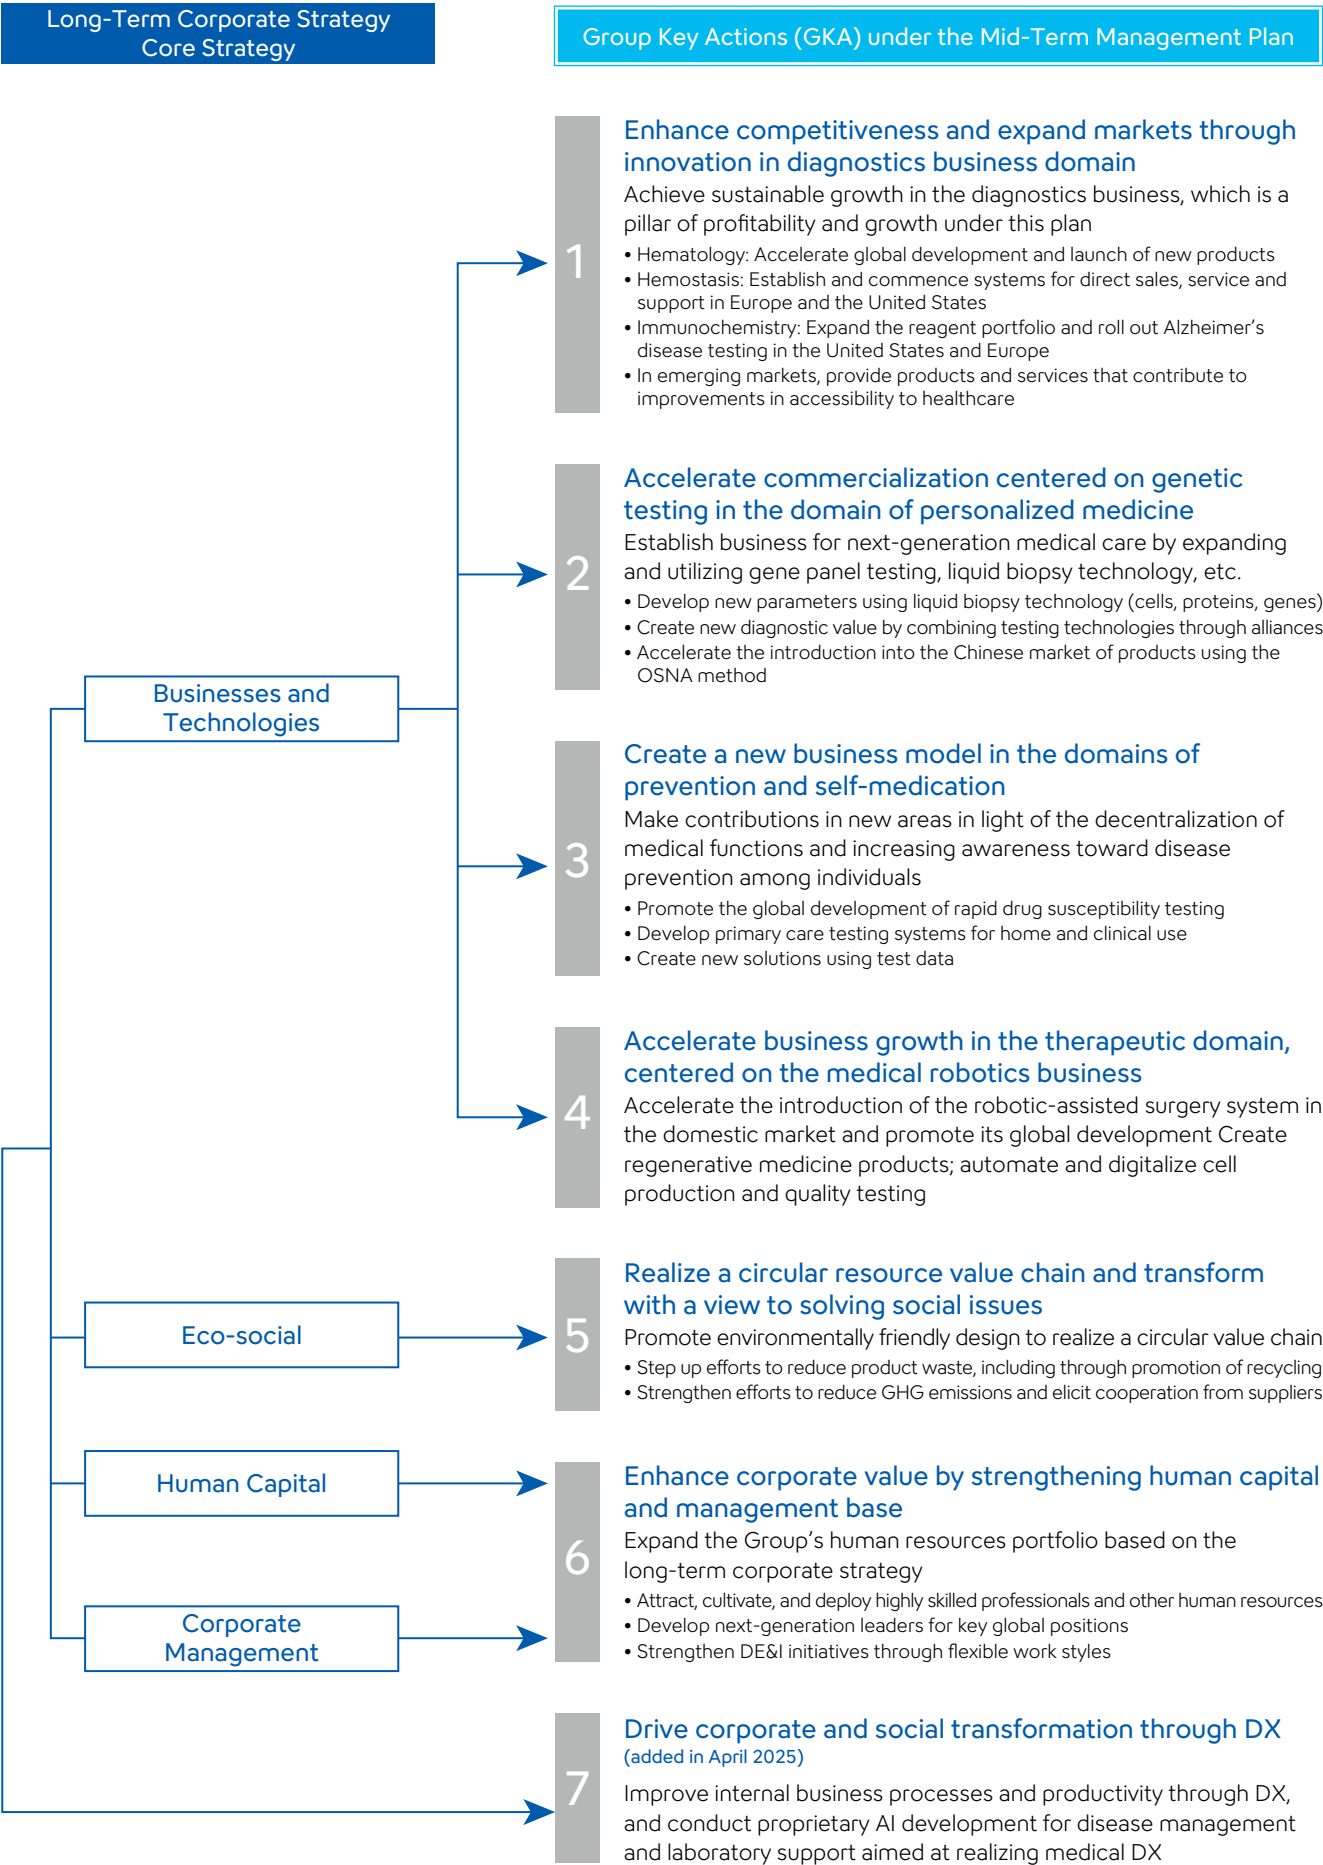 Long-Term Corporate Strategy
Core Strategy
Group Key Actions (GKA) under the Mid-Term Management Plan
Businesses and
Technologies
Eco-social
Human Capital
Corporate
Management
1
Enhance competitiveness and expand markets through
innovation in diagnostics business domain
Achieve sustainable growth in the diagnostics business, which is a
pillar of profitability and growth under this plan
• Hematology: Accelerate global development and launch of new products
• Hemostasis: Establish and commence systems for direct sales, service and
support in Europe and the United States
• Immunochemistry: Expand the reagent portfolio and roll out Alzheimer’s
disease testing in the United States and Europe
• In emerging markets, provide products and services that contribute to
improvements in accessibility to healthcare
2
Accelerate commercialization centered on genetic
testing in the domain of personalized medicine
Establish business for next-generation medical care by expanding
and utilizing gene panel testing, liquid biopsy technology, etc.
• Develop new parameters using liquid biopsy technology (cells, proteins, genes)
• Create new diagnostic value by combining testing technologies through alliances
• Accelerate the introduction into the Chinese market of products using the
OSNA method
3
Create a new business model in the domains of
prevention and self-medication
Make contributions in new areas in light of the decentralization of
medical functions and increasing awareness toward disease
prevention among individuals
• Promote the global development of rapid drug susceptibility testing
• Develop primary care testing systems for home and clinical use
• Create new solutions using test data
4
Accelerate business growth in the therapeutic domain,
centered on the medical robotics business
Accelerate the introduction of the robotic-assisted surgery system in
the domestic market and promote its global development Create
regenerative medicine products; automate and digitalize cell
production and quality testing
5
Realize a circular resource value chain and transform
with a view to solving social issues
Promote environmentally friendly design to realize a circular value chain
• Step up efforts to reduce product waste, including through promotion of recycling
• Strengthen efforts to reduce GHG emissions and elicit cooperation from suppliers
6
Enhance corporate value by strengthening human capital
and management base
Expand the Group’s human resources portfolio based on the
long-term corporate strategy
• Attract, cultivate, and deploy highly skilled professionals and other human resources
• Develop next-generation leaders for key global positions
• Strengthen DE&I initiatives through flexible work styles
7
Drive corporate and social transformation through DX
(added in April 2025)
Improve internal business processes and productivity through DX,
and conduct proprietary AI development for disease management
and laboratory support aimed at realizing medical DX